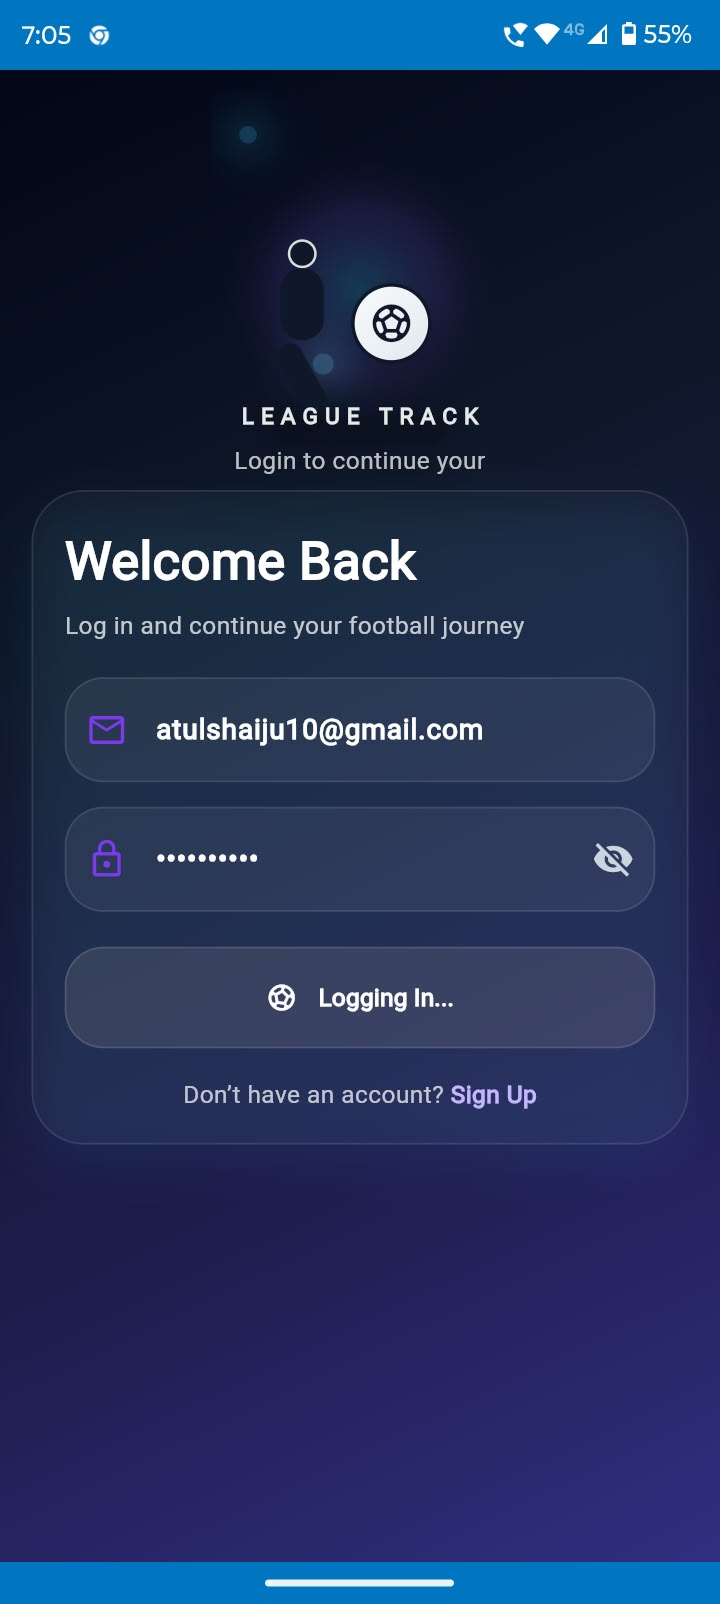 7:05 4G 55%
LEAGUE TRACK
Login to continue your
Welcome Back
Log in and continue your football journey
atulshaiju10@gmail.com
••••••••••
Logging In...
Don’t have an account? Sign Up